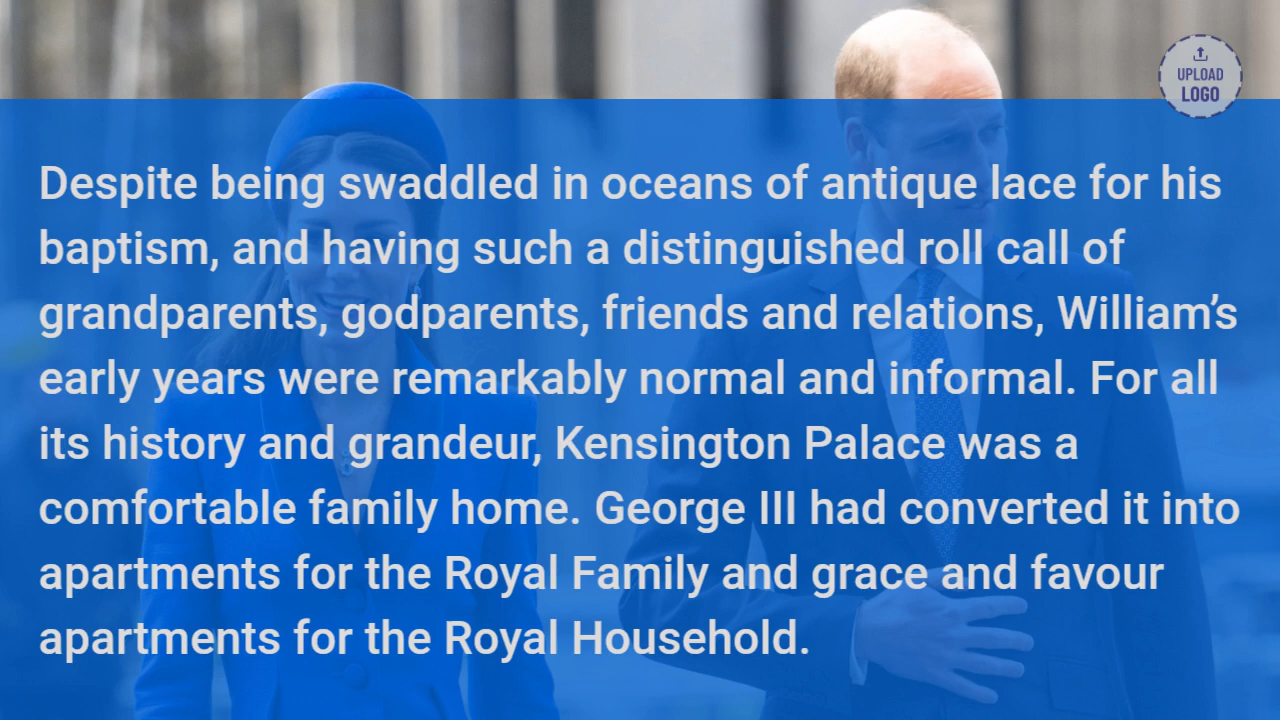 UPLOAD
LOGO
Despite being swaddled in oceans of antique lace for his
baptism, and having such a distinguished roll call of
grandparents, godparents, friends and relations, William’s
early years were remarkably normal and informal. For all
its history and grandeur, Kensington Palace was a
comfortable family home. George III had converted it into
apartments for the Royal Family and grace and favour
apartments for the Royal Household.